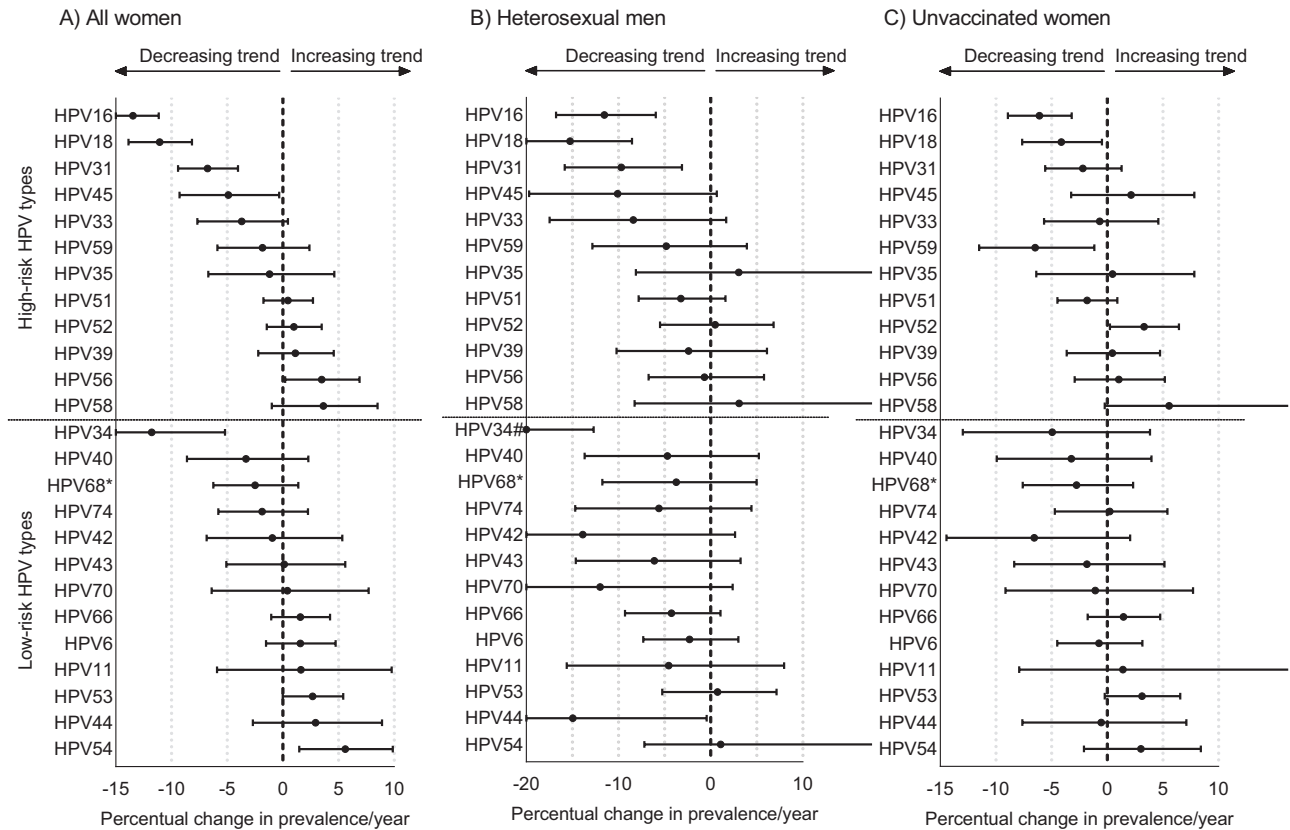 A) All women
Decreasing trend Increasing trend
High-risk HPV types
HPV16
HPV18
HPV31
HPV45
HPV33
HPV59
HPV35
HPV51
HPV52
HPV39
HPV56
HPV58
Low-risk HPV types
HPV34
HPV40
HPV68*
HPV74
HPV42
HPV43
HPV70
HPV66
HPV6
HPV11
HPV53
HPV44
HPV54
-15 -10 -5 0 5 10
Percentual change in prevalence/year
B) Heterosexual men
Decreasing trend Increasing trend
HPV16
HPV18
HPV31
HPV45
HPV33
HPV59
HPV35
HPV51
HPV52
HPV39
HPV56
HPV58
HPV34#
HPV40
HPV68*
HPV74
HPV42
HPV43
HPV70
HPV66
HPV6
HPV11
HPV53
HPV44
HPV54
-20 -10 0 10
Percentual change in prevalence/year
C) Unvaccinated women
Decreasing trend Increasing trend
HPV16
HPV18
HPV31
HPV45
HPV33
HPV59
HPV35
HPV51
HPV52
HPV39
HPV56
HPV58
HPV34
HPV40
HPV68*
HPV74
HPV42
HPV43
HPV70
HPV66
HPV6
HPV11
HPV53
HPV44
HPV54
-15 -10 -5 0 5 10
Percentual change in prevalence/year